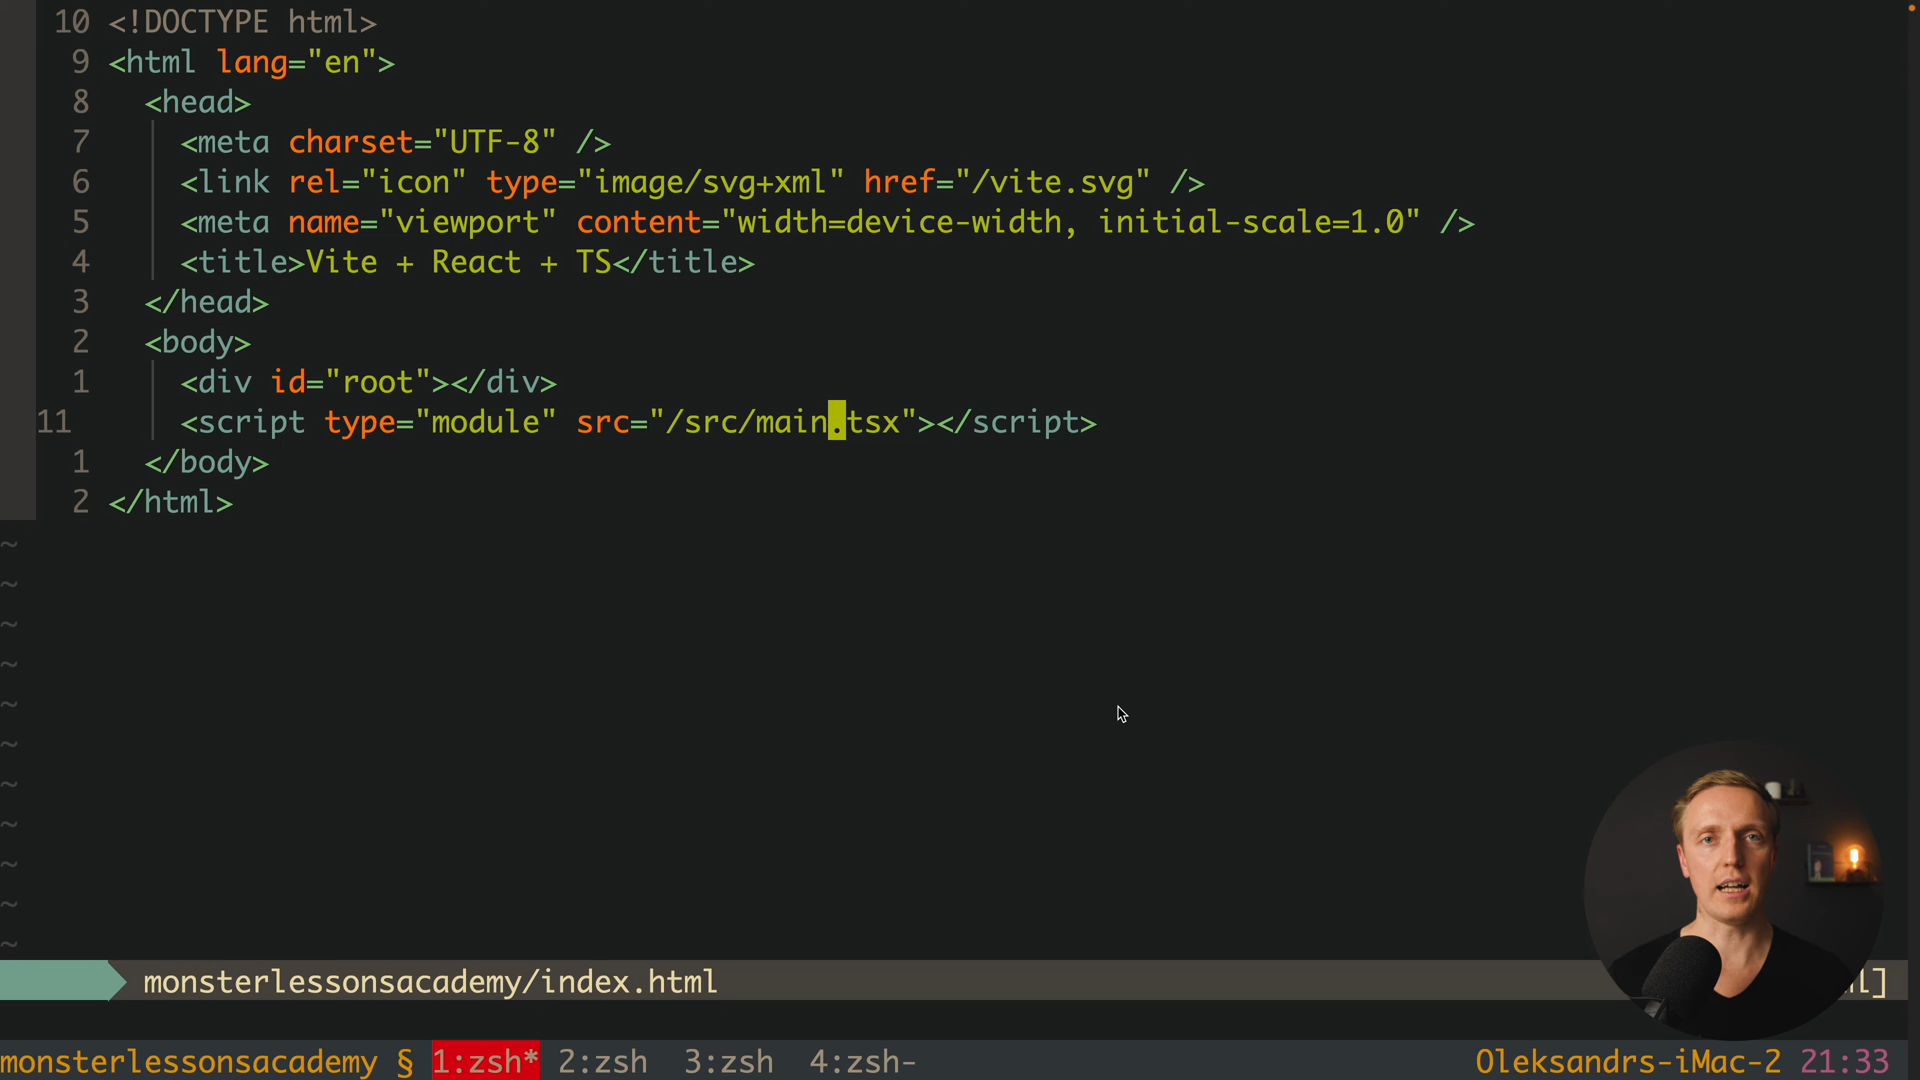 10 <!DOCTYPE html>
9 <html lang="en">
8   <head>
7     <meta charset="UTF-8" />
6     <link rel="icon" type="image/svg+xml" href="/vite.svg" />
5     <meta name="viewport" content="width=device-width, initial-scale=1.0" />
4     <title>Vite + React + TS</title>
3   </head>
2   <body>
1     <div id="root"></div>
11     <script type="module" src="/src/main.tsx"></script>
1   </body>
2 </html>
~
~
~
~
~
~
~
~
~
~
~
monsterlessonsacademy/index.html l]
monsterlessonsacademy § 1:zsh* 2:zsh 3:zsh 4:zsh- Oleksandrs-iMac-2 21:33